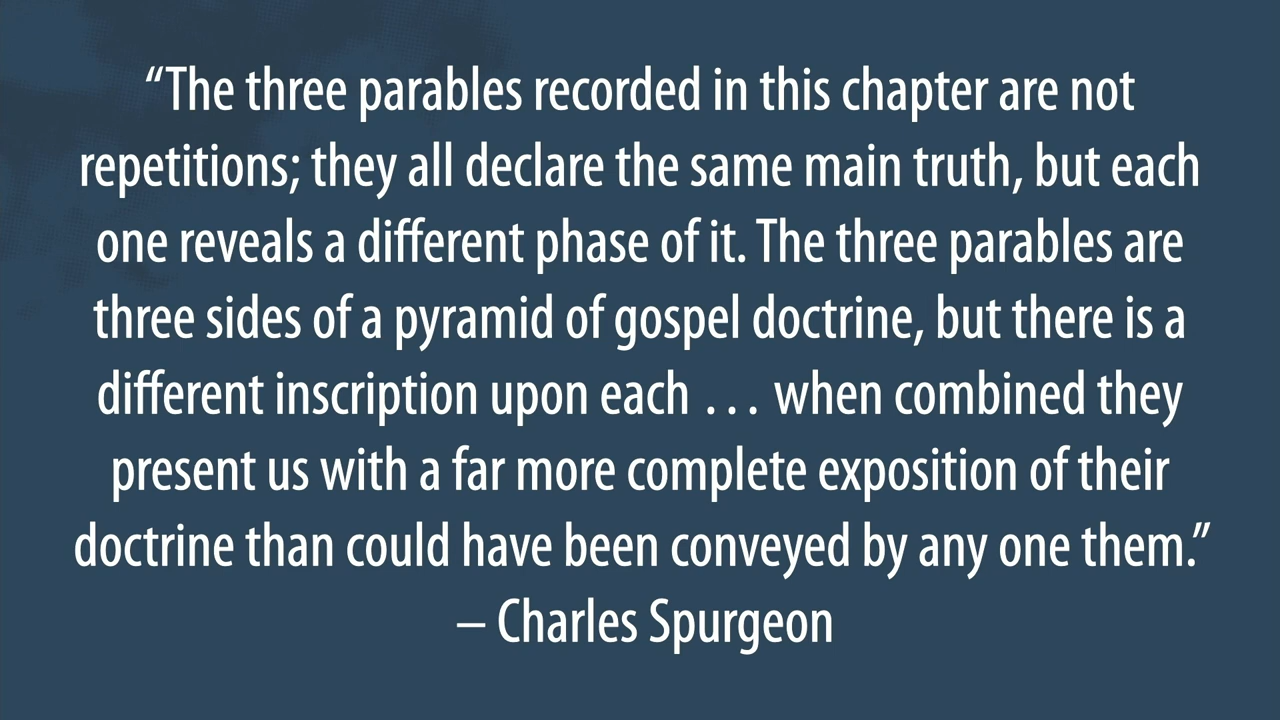 “The three parables recorded in this chapter are not
repetitions; they all declare the same main truth, but each
one reveals a different phase of it. The three parables are
three sides of a pyramid of gospel doctrine, but there is a
different inscription upon each … when combined they
present us with a far more complete exposition of their
doctrine than could have been conveyed by any one them.”
– Charles Spurgeon